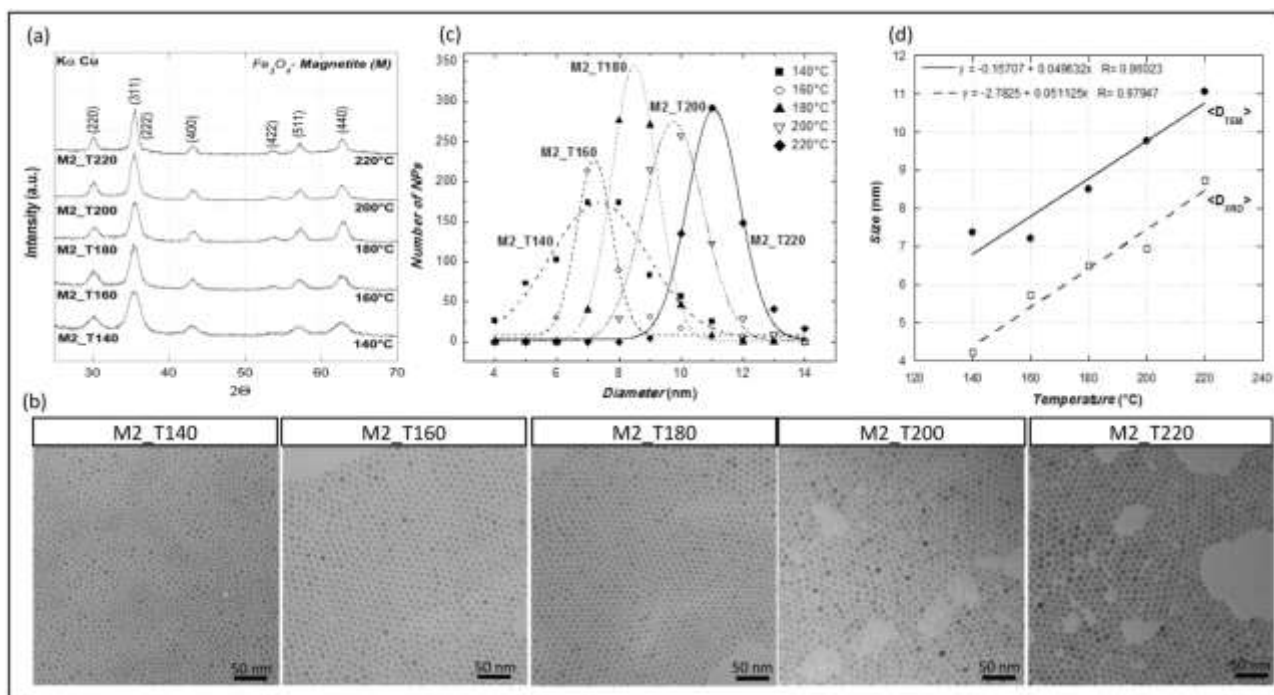 (a)
Kα Cu
Fe₃O₄- Magnetite (M)
(220)
(311)
(222)
(400)
(422)
(511)
(440)
M2_T220
220°C
M2_T200
200°C
M2_T180
180°C
M2_T160
160°C
M2_T140
140°C
Intensity (a.u.)
30 40 50 60 70
2Θ
(c)
350
300
250
200
150
100
50
0
Number of NPs
M2_T180
M2_T200
M2_T160
M2_T140
M2_T220
140°C
160°C
180°C
200°C
220°C
4 6 8 10 12 14
Diameter (nm)
(d)
12
11
10
9
8
7
6
5
4
Size (nm)
y = -0.15707 + 0.049632x R= 0.96023
y = -2.7825 + 0.051125x R= 0.97947
<D_TEM>
<D_XRD>
120 140 160 180 200 220 240
Temperature (°C)
(b)
M2_T140 M2_T160 M2_T180 M2_T200 M2_T220
50 nm 50 nm 50 nm 50 nm 50 nm